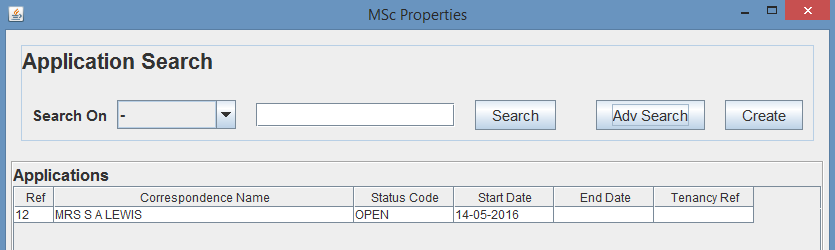 MSc Properties
Application Search
Search On - Search Adv Search Create
Applications
Ref Correspondence Name Status Code Start Date End Date Tenancy Ref
12 MRS S A LEWIS OPEN 14-05-2016